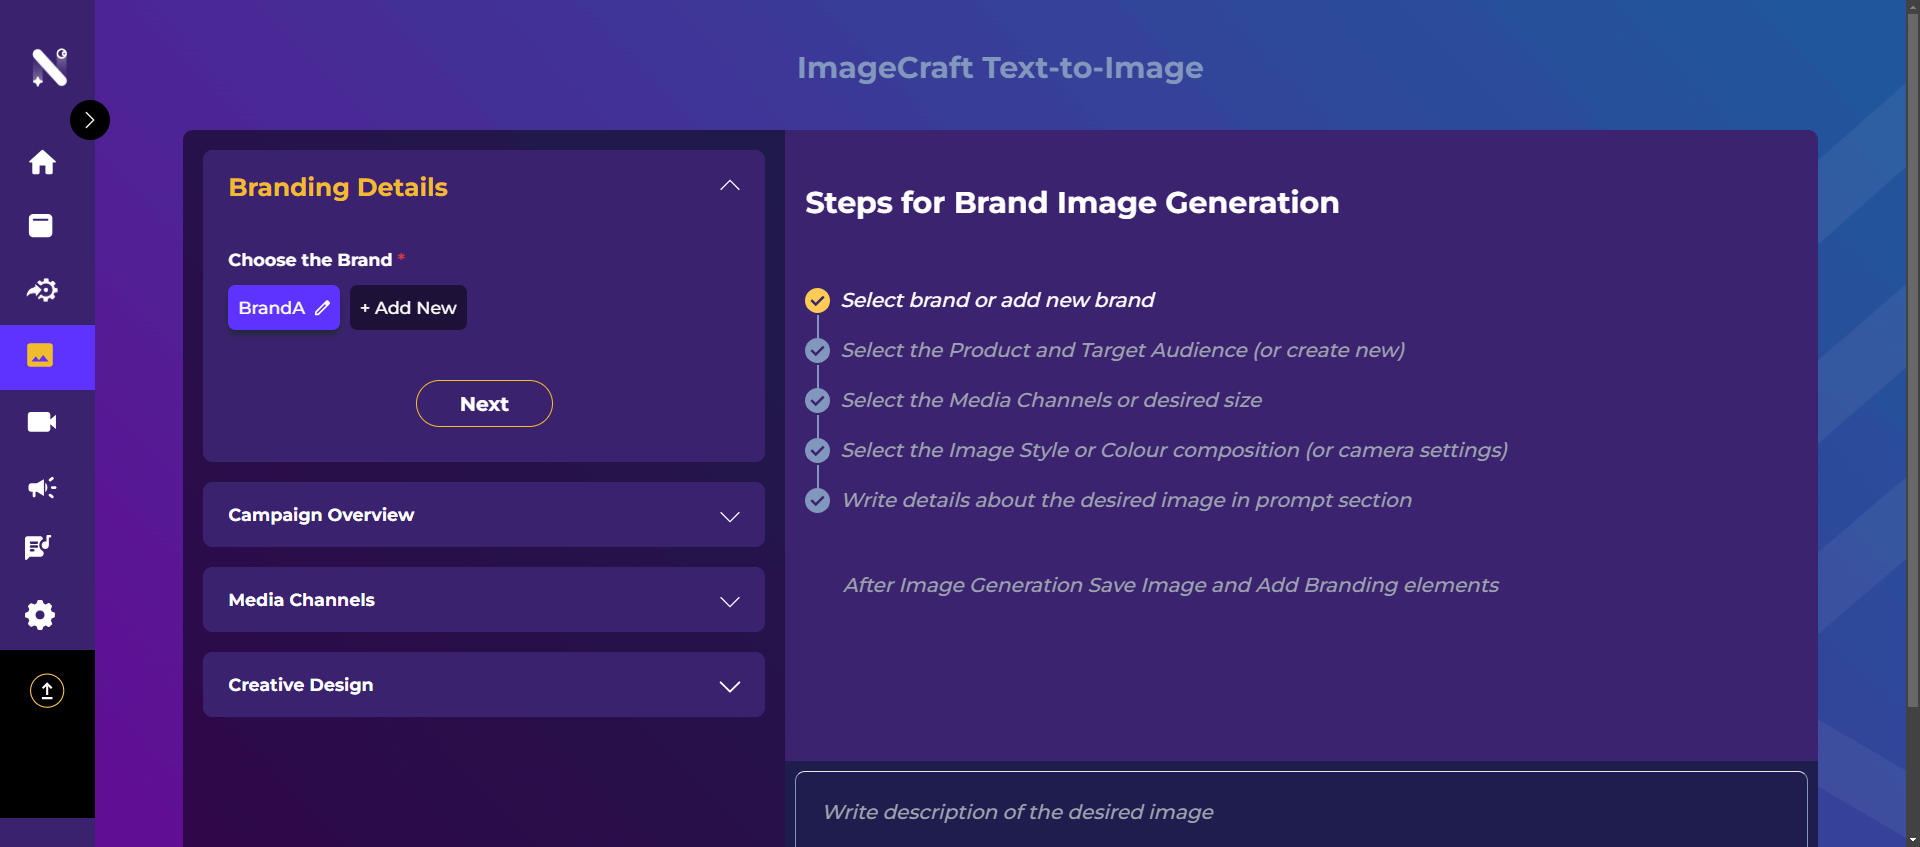 ImageCraft Text-to-Image
Branding Details
Choose the Brand *
BrandA
+ Add New
Next
Campaign Overview
Media Channels
Creative Design
Steps for Brand Image Generation
Select brand or add new brand
Select the Product and Target Audience (or create new)
Select the Media Channels or desired size
Select the Image Style or Colour composition (or camera settings)
Write details about the desired image in prompt section
After Image Generation Save Image and Add Branding elements
Write description of the desired image